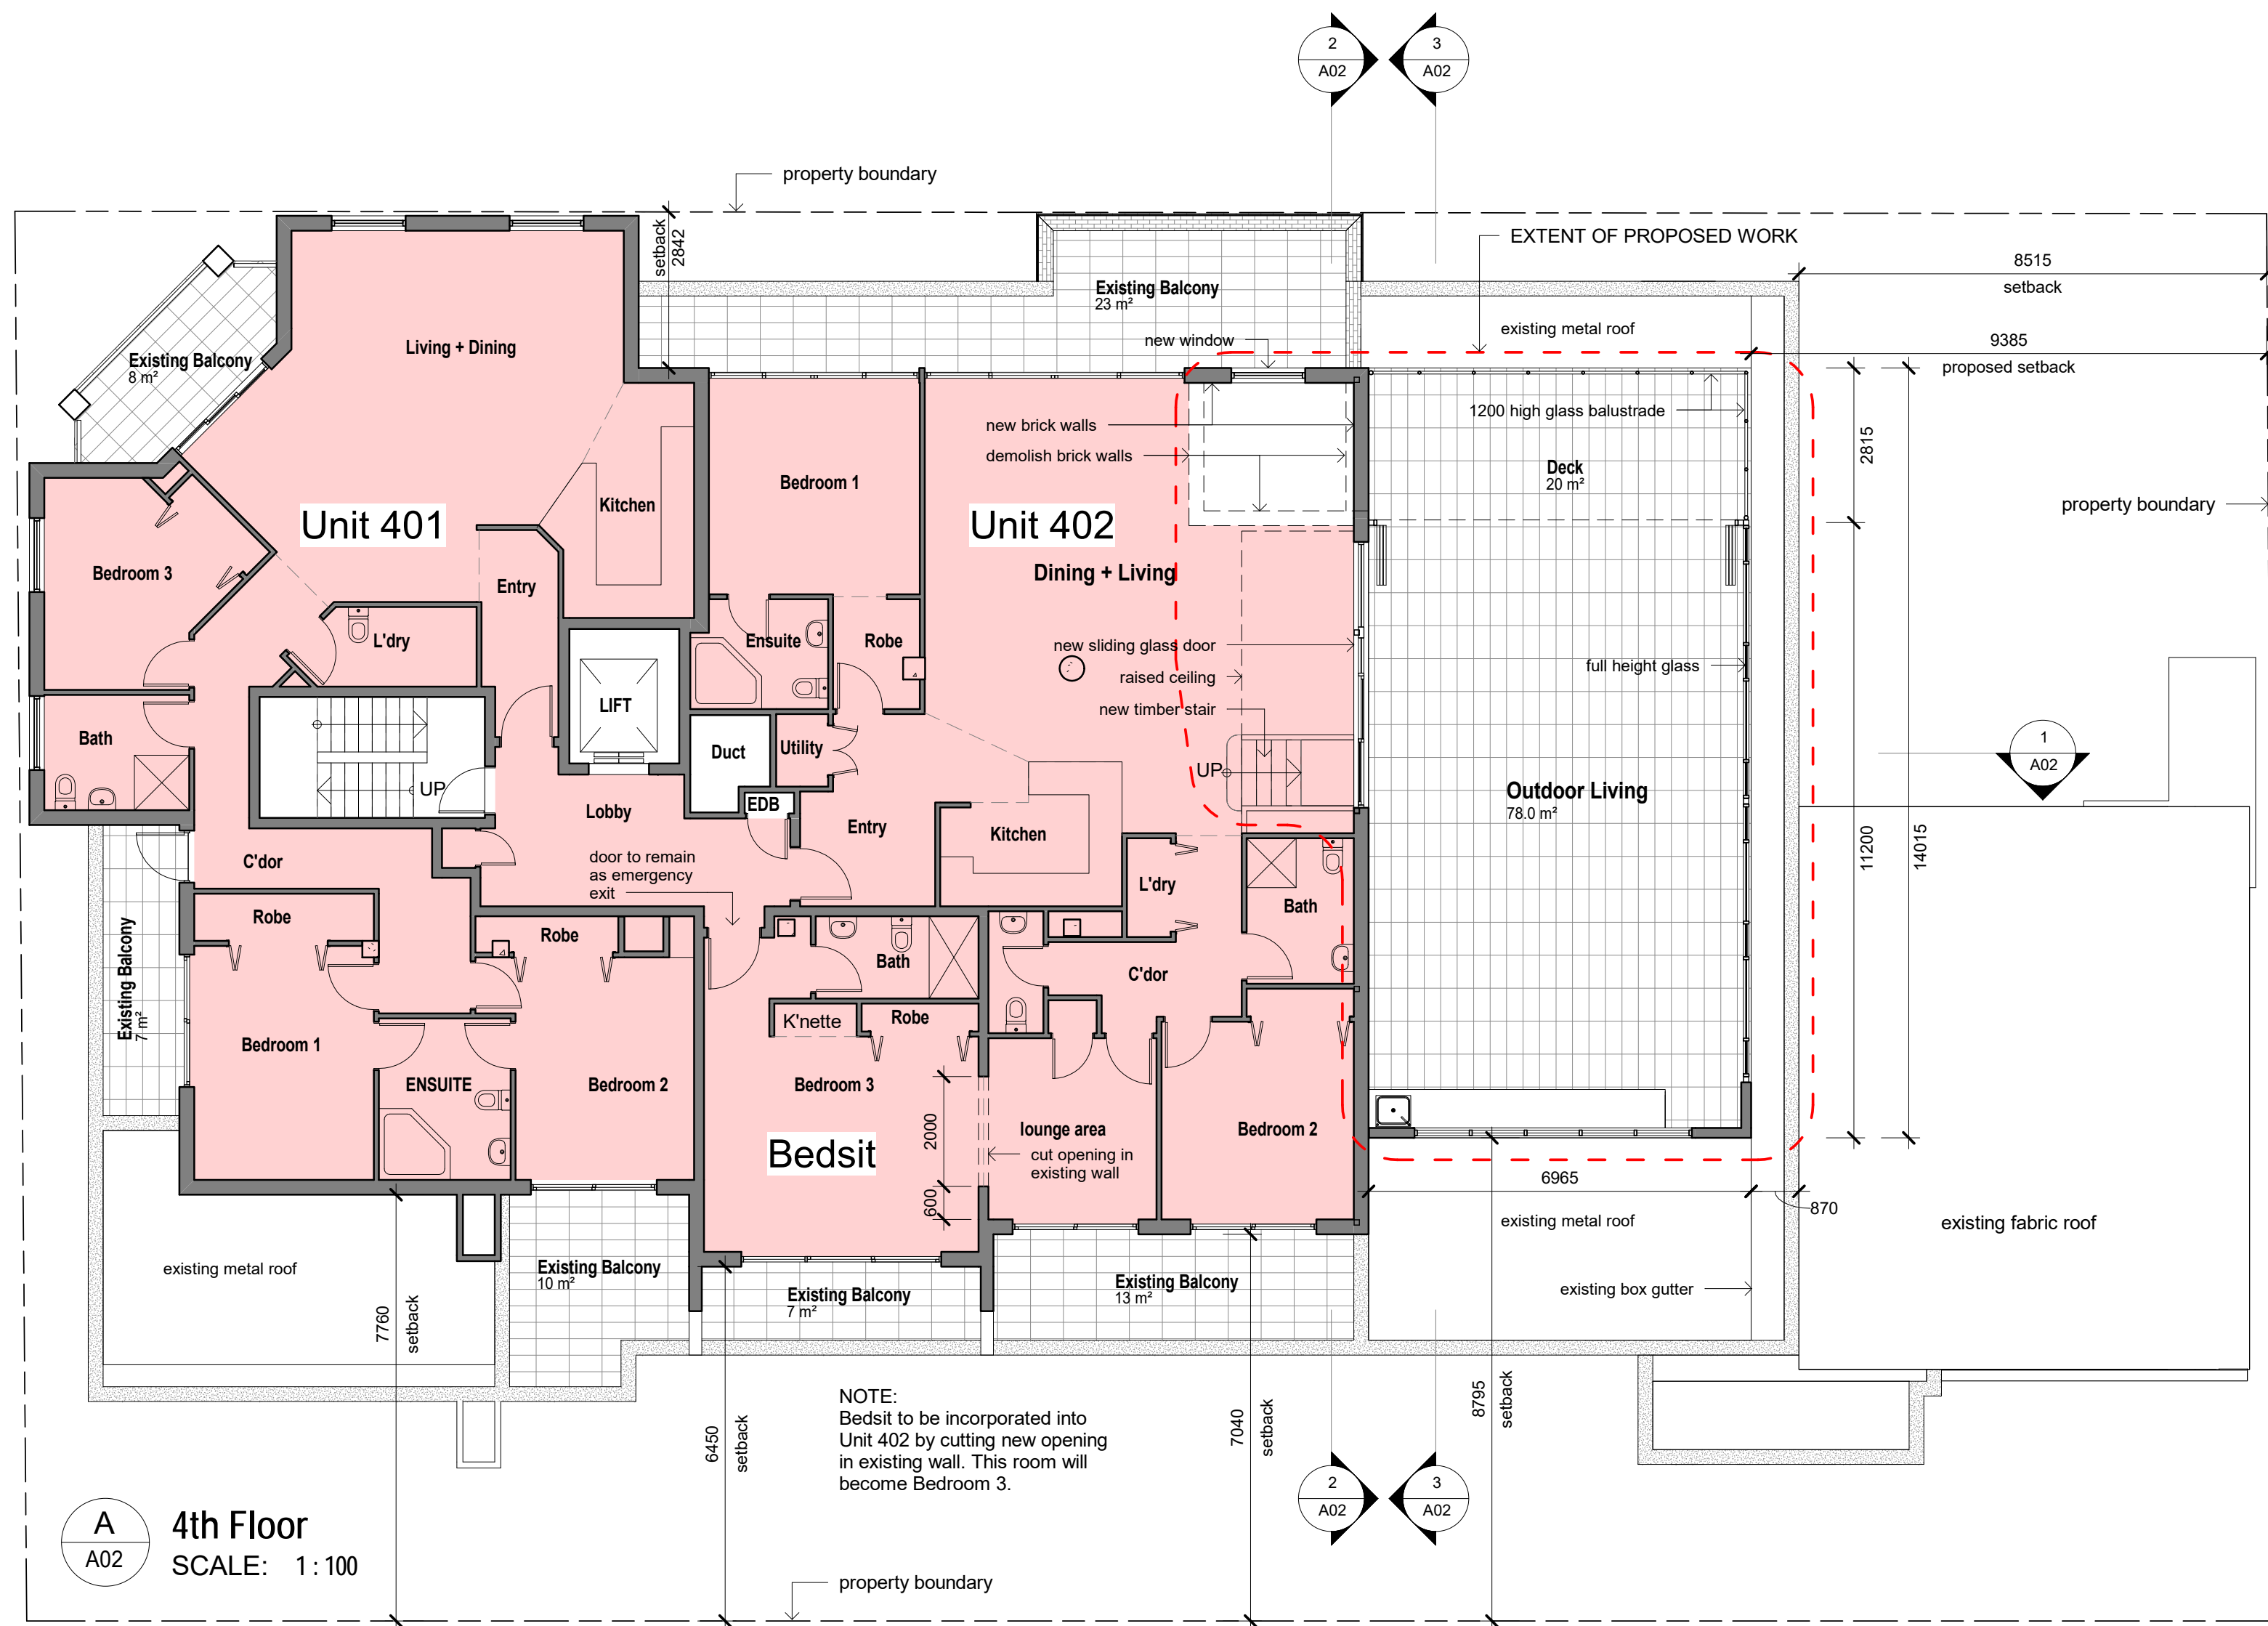 2
A02
3
A02
property boundary
setback
2842
EXTENT OF PROPOSED WORK
8515
setback
Existing Balcony
23 m²
existing metal roof
new window
9385
proposed setback
Living + Dining
Existing Balcony
8 m²
1200 high glass balustrade
new brick walls
demolish brick walls
2815
Deck
20 m²
Bedroom 1
Kitchen
property boundary
Unit 401
Unit 402
Bedroom 3
Entry
Dining + Living
L'dry
Ensuite
Robe
new sliding glass door
full height glass
raised ceiling
LIFT
new timber stair
Bath
Duct
Utility
1
A02
UP
UP
Outdoor Living
78.0 m²
EDB
Lobby
Entry
Kitchen
11200
14015
C'dor
door to remain
as emergency
exit
L'dry
Robe
Bath
Robe
Bath
Existing Balcony
7 m²
C'dor
K'nette
Robe
Bedroom 1
ENSUITE
Bedroom 2
Bedroom 3
2000
lounge area
Bedroom 2
Bedsit
cut opening in
existing wall
600
6965
870
existing metal roof
existing fabric roof
existing metal roof
Existing Balcony
10 m²
Existing Balcony
7 m²
Existing Balcony
13 m²
existing box gutter
7760
setback
6450
setback
7040
setback
8795
setback
NOTE:
Bedsit to be incorporated into
Unit 402 by cutting new opening
in existing wall. This room will
become Bedroom 3.
2
A02
3
A02
A
A02
4th Floor
SCALE: 1 : 100
property boundary